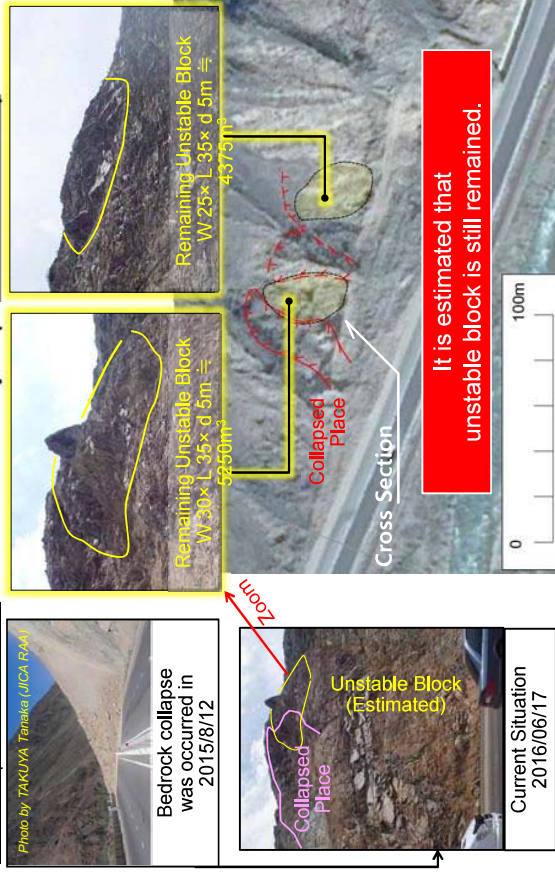 Photo by TAKUYA Tanaka (JICA RAA)
Bedrock collapse
was occurred in
2015/8/12
Remaining Unstable Block
W 30× L 35× d 5m ≒
5250m³
Remaining Unstable Block
W 25× L 35× d 5m ≒
4375m³
Zoom
Collapsed
Place
Unstable Block
(Estimated)
Current Situation
2016/06/17
Collapsed
Place
Cross Section
It is estimated that
unstable block is still remained.
0
100m